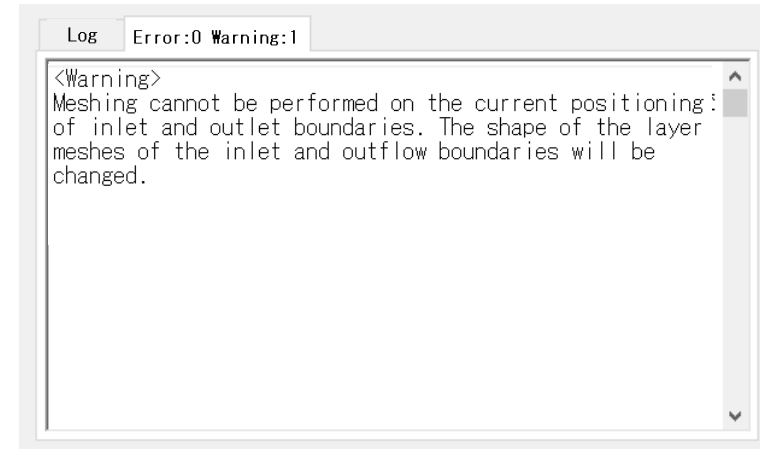 Log
Error:0 Warning:1
<Warning>
Meshing cannot be performed on the current positioning
of inlet and outlet boundaries. The shape of the layer
meshes of the inlet and outflow boundaries will be
changed.